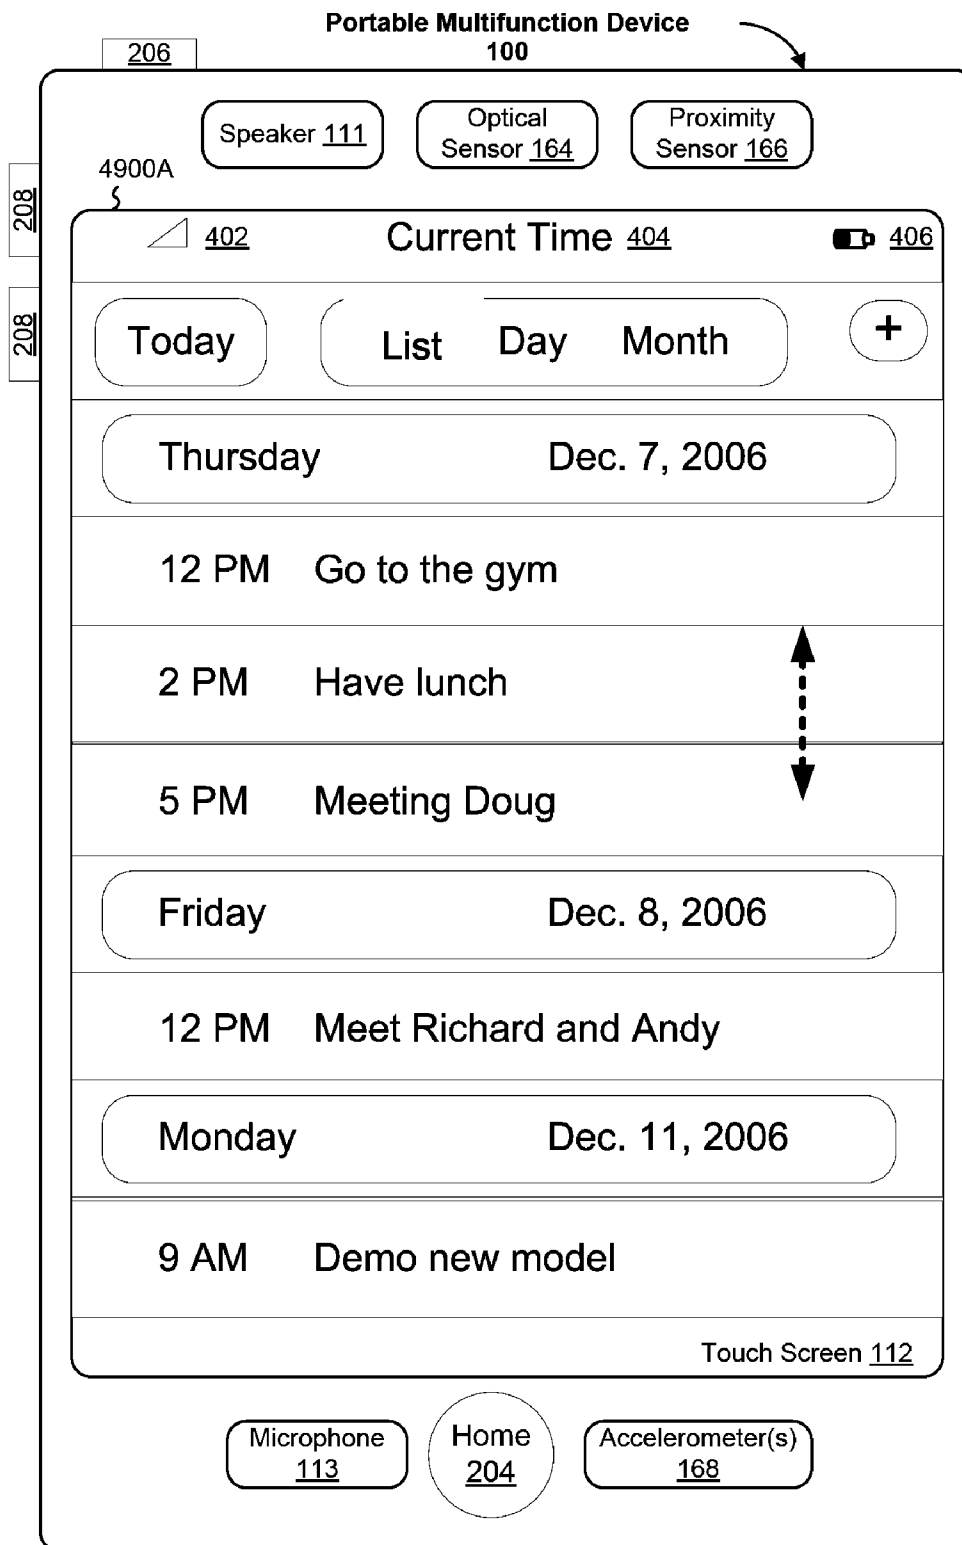 Portable Multifunction Device
100
206
Speaker 111
Optical
Sensor 164
Proximity
Sensor 166
4900A
208
208
402
Current Time 404
406
Today
List Day Month
+
Thursday Dec. 7, 2006
12 PM Go to the gym
2 PM Have lunch
5 PM Meeting Doug
Friday Dec. 8, 2006
12 PM Meet Richard and Andy
Monday Dec. 11, 2006
9 AM Demo new model
Touch Screen 112
Microphone
113
Home
204
Accelerometer(s)
168